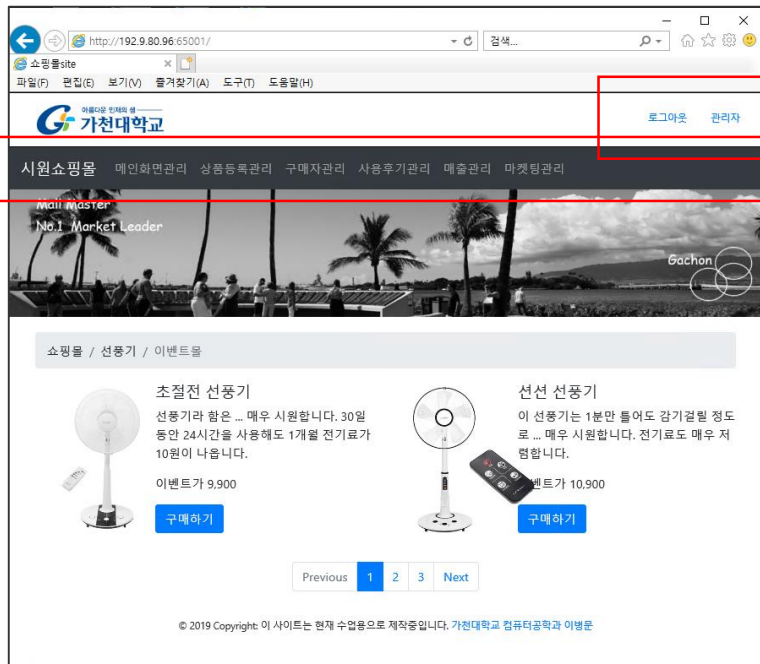 http://192.9.80.96:65001/
검색...
쇼핑몰site
파일(F) 편집(E) 보기(V) 즐겨찾기(A) 도구(T) 도움말(H)
아름다운 인재의 샘
가천대학교
로그아웃 관리자
시원쇼핑몰 메인화면관리 상품등록관리 구매자관리 사용후기관리 매출관리 마켓팅관리
Mall Master
No.1 Market Leader
Gachon
쇼핑몰 / 선풍기 / 이벤트몰
초절전 선풍기
선풍기라 함은 ... 매우 시원합니다. 30일
동안 24시간을 사용해도 1개월 전기료가
10원이 나옵니다.
이벤트가 9,900
구매하기
션션 선풍기
이 선풍기는 1분만 틀어도 감기걸릴 정도
로 ... 매우 시원합니다. 전기료도 매우 저
렴합니다.
이벤트가 10,900
구매하기
Previous 1 2 3 Next
© 2019 Copyright: 이 사이트는 현재 수업용으로 제작중입니다. 가천대학교 컴퓨터공학과 이병문